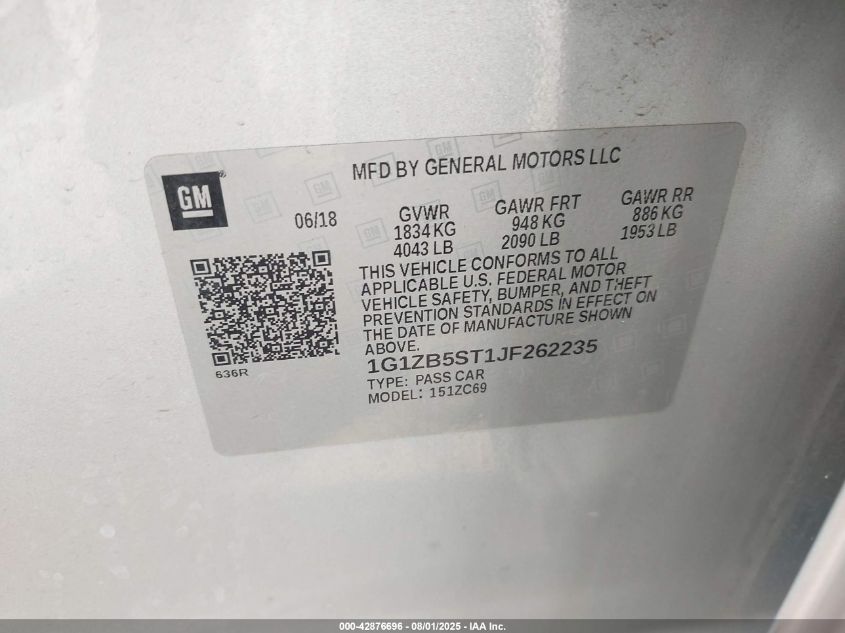 MFD BY GENERAL MOTORS LLC
GM®
06/18
GVWR
1834 KG
4043 LB
GAWR FRT
948 KG
2090 LB
GAWR RR
886 KG
1953 LB
THIS VEHICLE CONFORMS TO ALL
APPLICABLE U.S. FEDERAL MOTOR
VEHICLE SAFETY, BUMPER, AND THEFT
PREVENTION STANDARDS IN EFFECT ON
THE DATE OF MANUFACTURE SHOWN
ABOVE.
1G1ZB5ST1JF262235
TYPE: PASS CAR
MODEL: 151ZC69
636R
000-42876696 - 08/01/2025 - IAA Inc.